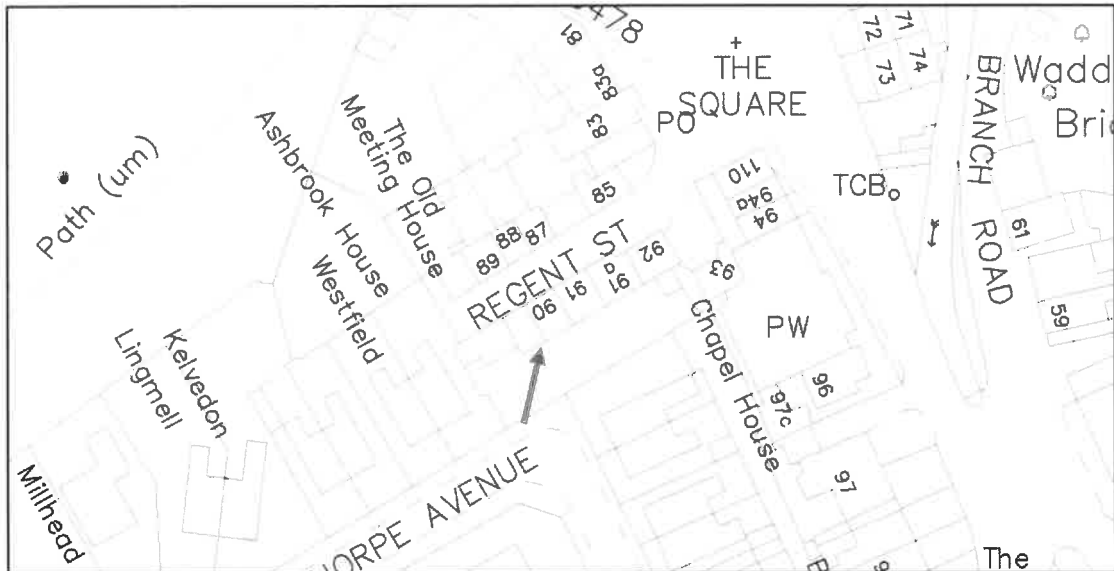 478
81
83a
83
THE
SQUARE
PO
72
71
74
73
BRANCH ROAD
Wadd
Bri
Path (um)
Ashbrook House
The Old
Meeting House
Westfield
85
87
88
89
REGENT ST
90
91
91a
92
110
94a
94
93
TCB
61
59
PW
Chapel House
96
97c
97
Kelvedon
Lingmell
Millhead
HORPE AVENUE
The